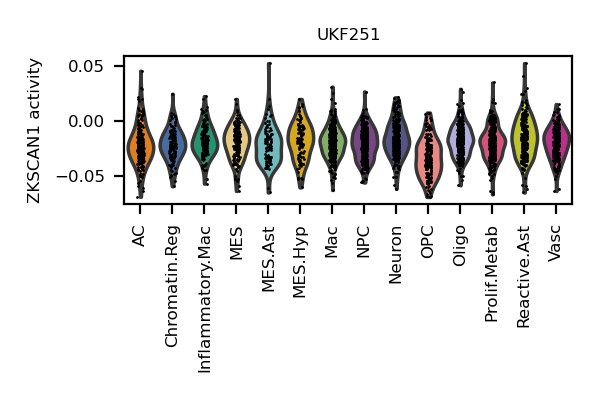 UKF251
ZKSCAN1 activity
0.05
0.00
−0.05
AC
Chromatin.Reg
Inflammatory.Mac
MES
MES.Ast
MES.Hyp
Mac
NPC
Neuron
OPC
Oligo
Prolif.Metab
Reactive.Ast
Vasc